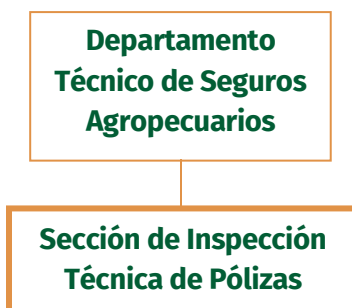 Departamento
Técnico de Seguros
Agropecuarios
Sección de Inspección
Técnica de Pólizas